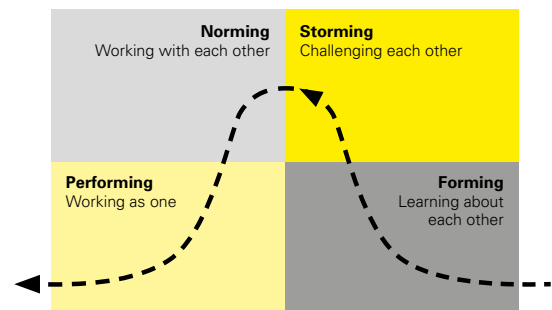 Norming
Working with each other
Storming
Challenging each other
Performing
Working as one
Forming
Learning about
each other